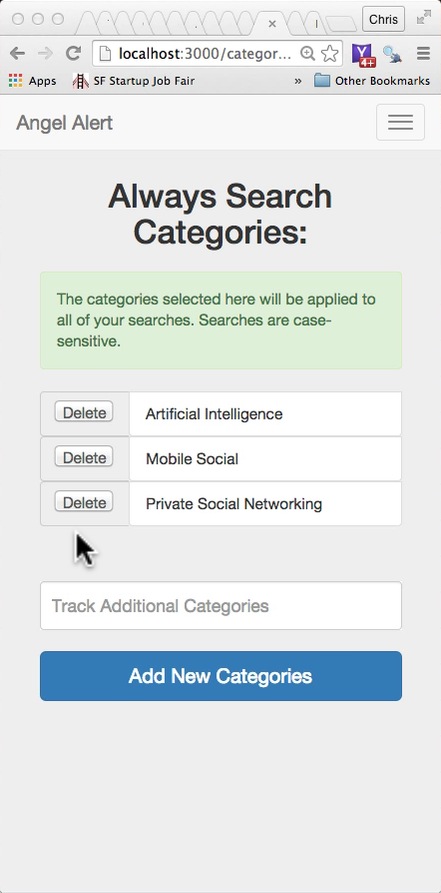 Chris
localhost:3000/categor...
4+
Apps
SF Startup Job Fair
»
Other Bookmarks
Angel Alert
Always Search
Categories:
The categories selected here will be applied to
all of your searches. Searches are case-
sensitive.
Delete Artificial Intelligence
Delete Mobile Social
Delete Private Social Networking
Track Additional Categories
Add New Categories